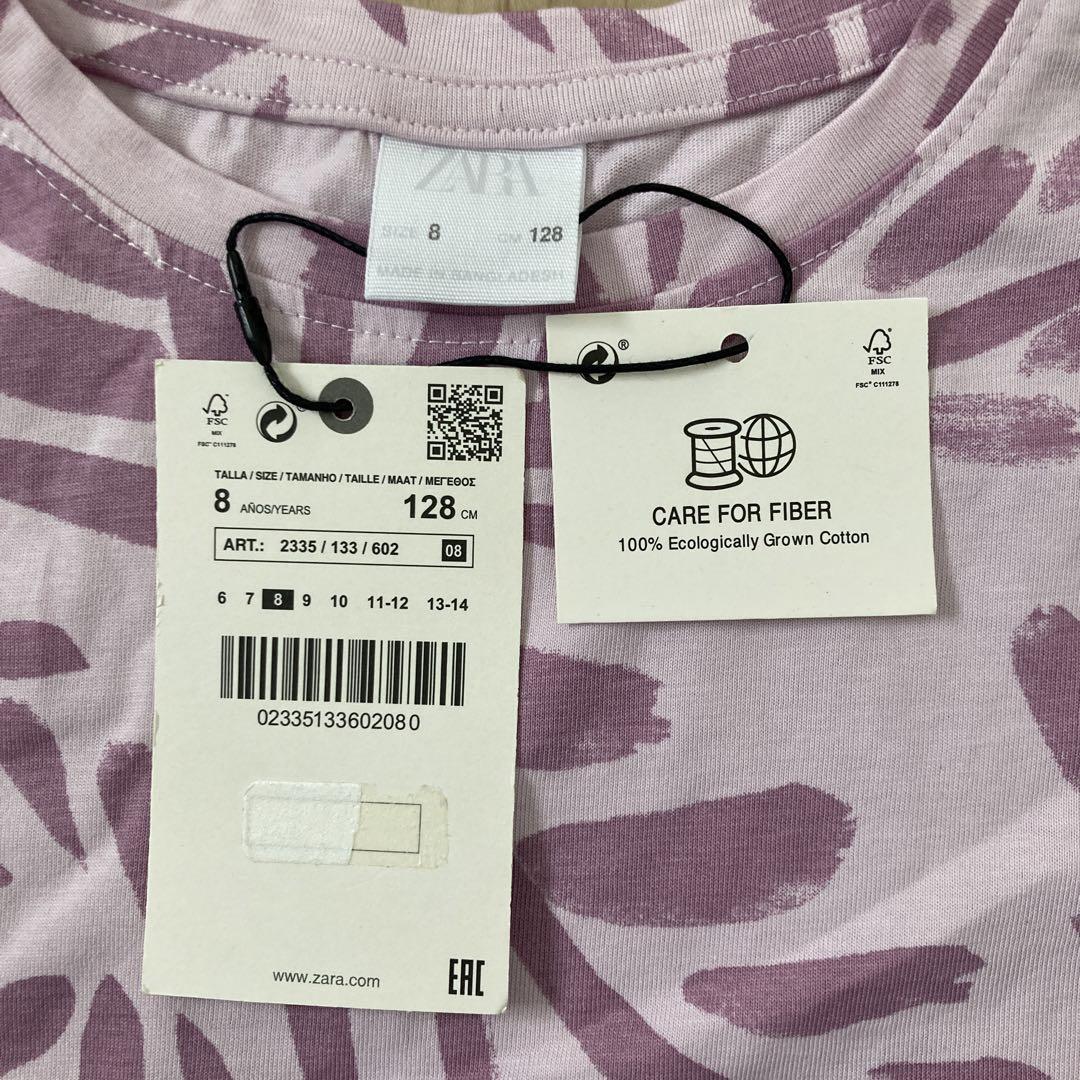 ZARA
SIZE 8 CM 128
MADE IN BANGLADESH
FSC
MIX
FSC® C111278
TALLA / SIZE / TAMANHO / TAILLE / MAAT / ΜΕΓΕΘΟΣ
8 AÑOS/YEARS 128 CM
ART.: 2335 / 133 / 602 08
6 7 8 9 10 11-12 13-14
02335133602080
www.zara.com
EAC
®
FSC
MIX
FSC® C111278
CARE FOR FIBER
100% Ecologically Grown Cotton